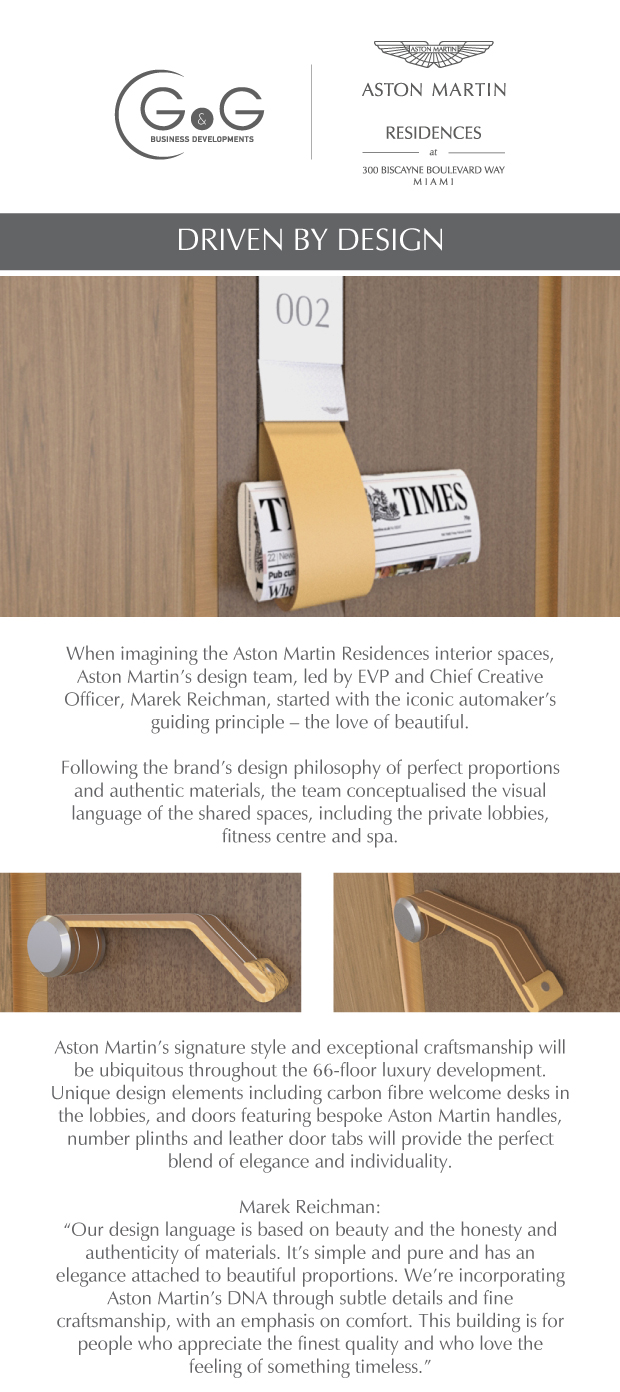 G&G
BUSINESS DEVELOPMENTS
ASTON MARTIN
ASTON MARTIN
RESIDENCES
at
300 BISCAYNE BOULEVARD WAY
MIAMI
DRIVEN BY DESIGN
002
TI
TIMES
22 | News
Pub cu
Whe
When imagining the Aston Martin Residences interior spaces,
Aston Martin’s design team, led by EVP and Chief Creative
Officer, Marek Reichman, started with the iconic automaker’s
guiding principle – the love of beautiful.
Following the brand’s design philosophy of perfect proportions
and authentic materials, the team conceptualised the visual
language of the shared spaces, including the private lobbies,
fitness centre and spa.
Aston Martin’s signature style and exceptional craftsmanship will
be ubiquitous throughout the 66-floor luxury development.
Unique design elements including carbon fibre welcome desks in
the lobbies, and doors featuring bespoke Aston Martin handles,
number plinths and leather door tabs will provide the perfect
blend of elegance and individuality.
Marek Reichman:
“Our design language is based on beauty and the honesty and
authenticity of materials. It’s simple and pure and has an
elegance attached to beautiful proportions. We’re incorporating
Aston Martin’s DNA through subtle details and fine
craftsmanship, with an emphasis on comfort. This building is for
people who appreciate the finest quality and who love the
feeling of something timeless.”